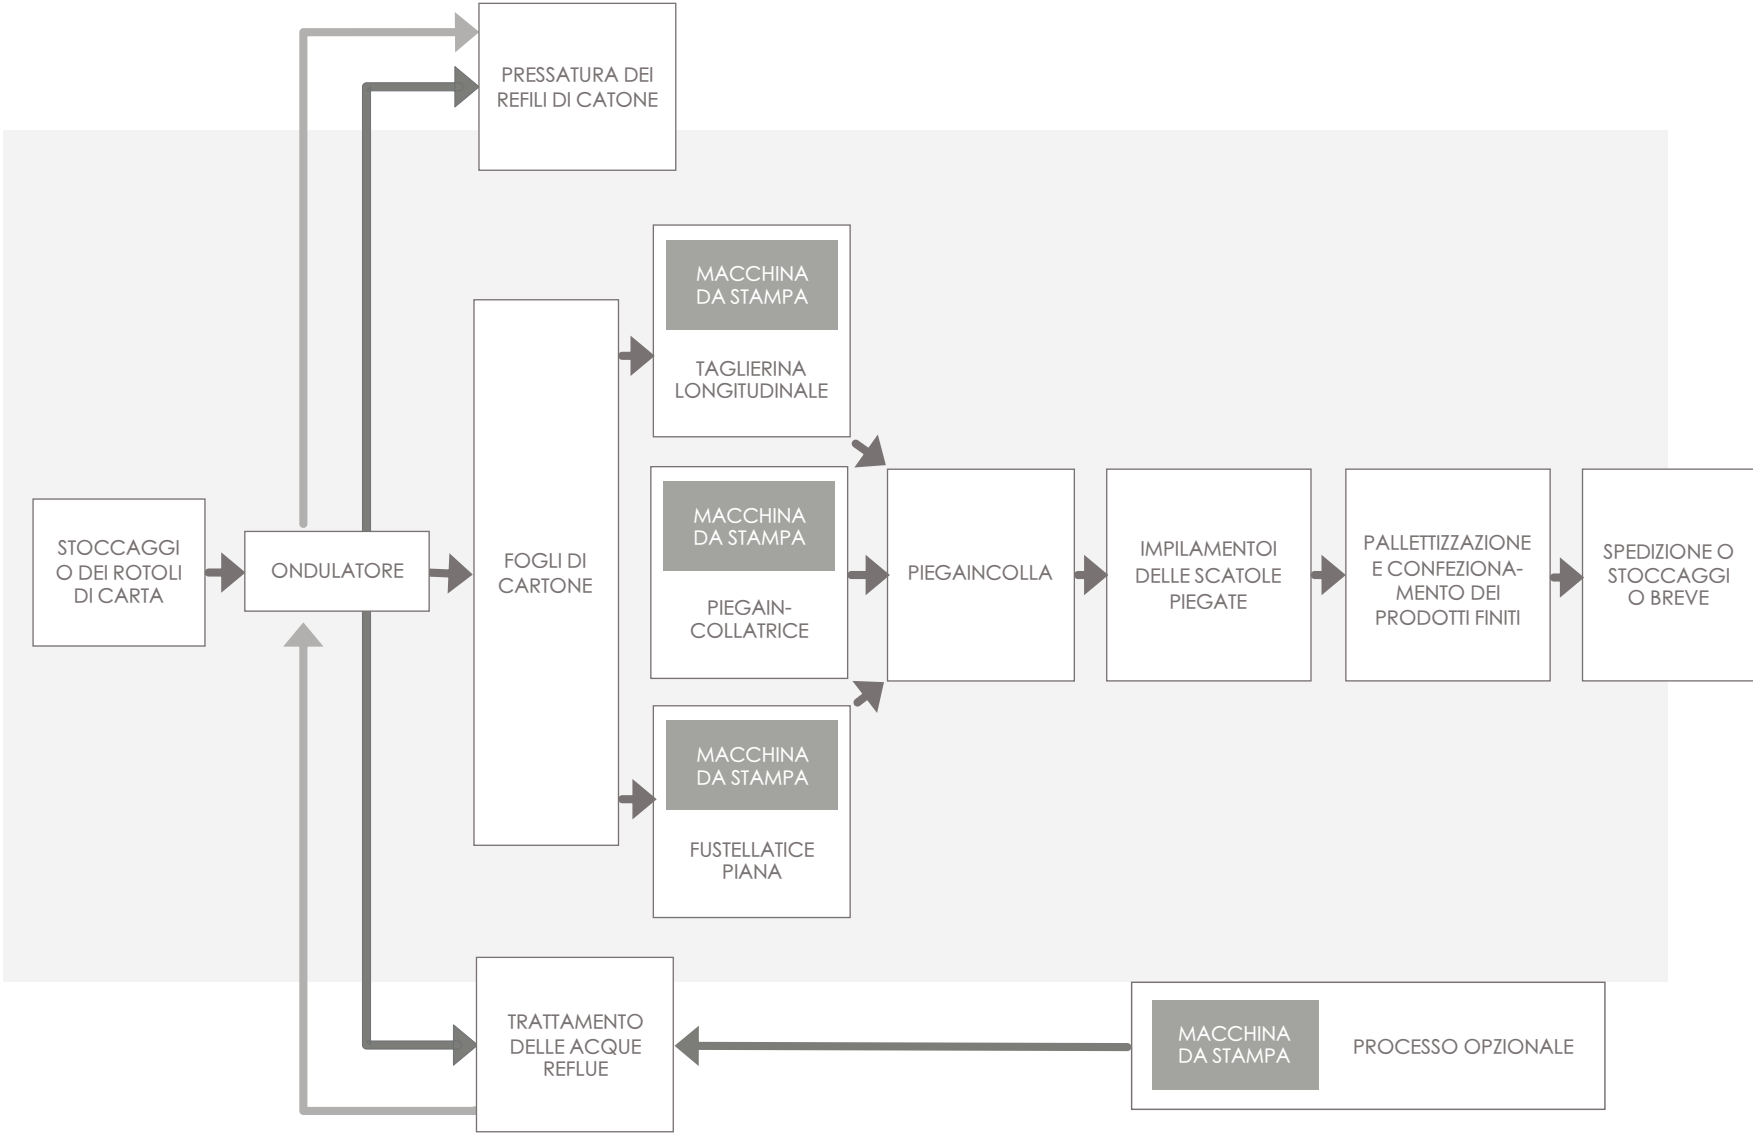 PRESSATURA DEI
REFILI DI CATONE
MACCHINA
DA STAMPA
TAGLIERINA
LONGITUDINALE
STOCCAGGI
O DEI ROTOLI
DI CARTA
ONDULATORE
FOGLI DI
CARTONE
MACCHINA
DA STAMPA
PIEGAIN-
COLLATRICE
PIEGAINCOLLA
IMPILAMENTOI
DELLE SCATOLE
PIEGATE
PALLETTIZZAZIONE
E CONFEZIONA-
MENTO DEI
PRODOTTI FINITI
SPEDIZIONE O
STOCCAGGI
O BREVE
MACCHINA
DA STAMPA
FUSTELLATICE
PIANA
TRATTAMENTO
DELLE ACQUE
REFLUE
MACCHINA
DA STAMPA
PROCESSO OPZIONALE